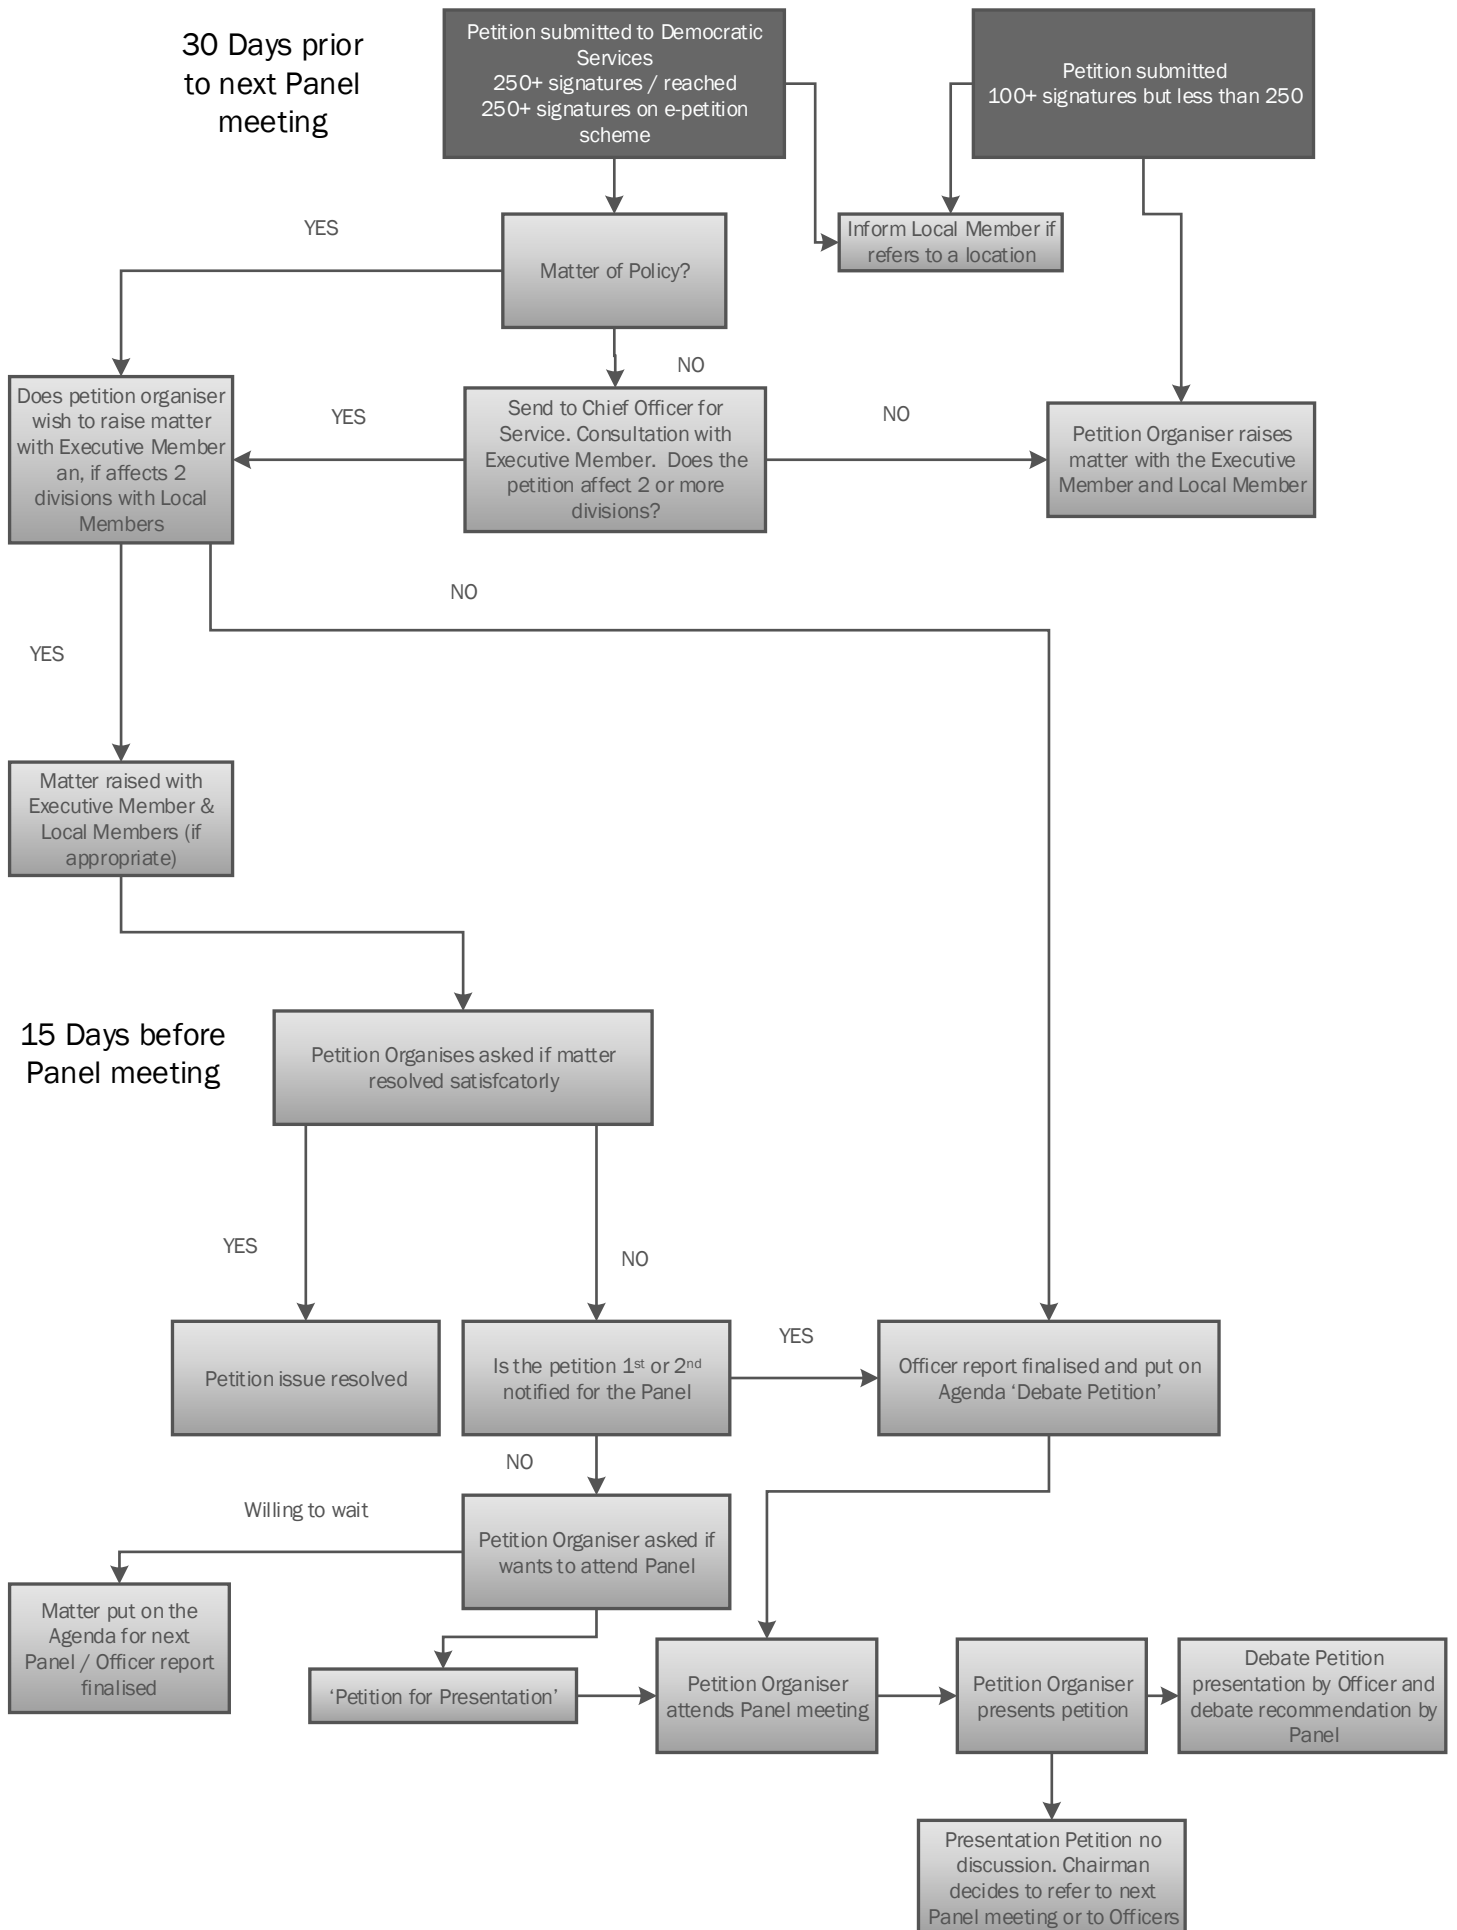 30 Days prior
to next Panel
meeting
Petition submitted to Democratic
Services
250+ signatures / reached
250+ signatures on e-petition
scheme
Petition submitted
100+ signatures but less than 250
YES
Matter of Policy?
Inform Local Member if
refers to a location
NO
Does petition organiser
wish to raise matter
with Executive Member
an, if affects 2
divisions with Local
Members
YES
Send to Chief Officer for
Service. Consultation with
Executive Member. Does the
petition affect 2 or more
divisions?
NO
Petition Organiser raises
matter with the Executive
Member and Local Member
NO
YES
Matter raised with
Executive Member &
Local Members (if
appropriate)
15 Days before
Panel meeting
Petition Organises asked if matter
resolved satisfcatorly
YES
NO
Petition issue resolved
Is the petition 1st or 2nd
notified for the Panel
YES
Officer report finalised and put on
Agenda ‘Debate Petition’
NO
Willing to wait
Petition Organiser asked if
wants to attend Panel
Matter put on the
Agenda for next
Panel / Officer report
finalised
‘Petition for Presentation’
Petition Organiser
attends Panel meeting
Petition Organiser
presents petition
Debate Petition
presentation by Officer and
debate recommendation by
Panel
Presentation Petition no
discussion. Chairman
decides to refer to next
Panel meeting or to Officers